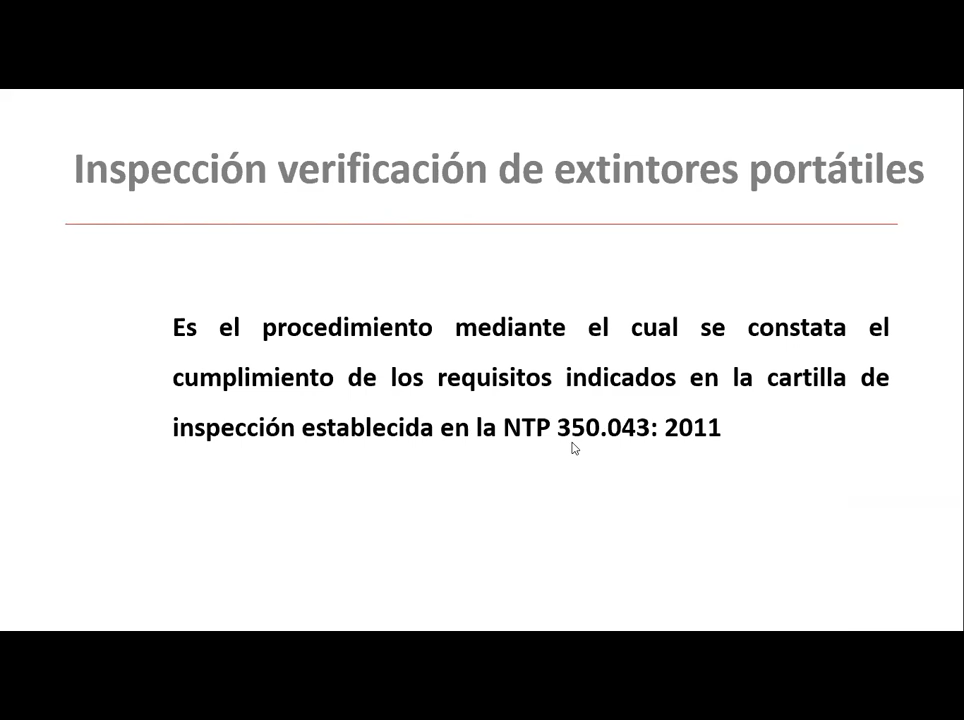 Inspección verificación de extintores portátiles
Es el procedimiento mediante el cual se constata el
cumplimiento de los requisitos indicados en la cartilla de
inspección establecida en la NTP 350.043: 2011